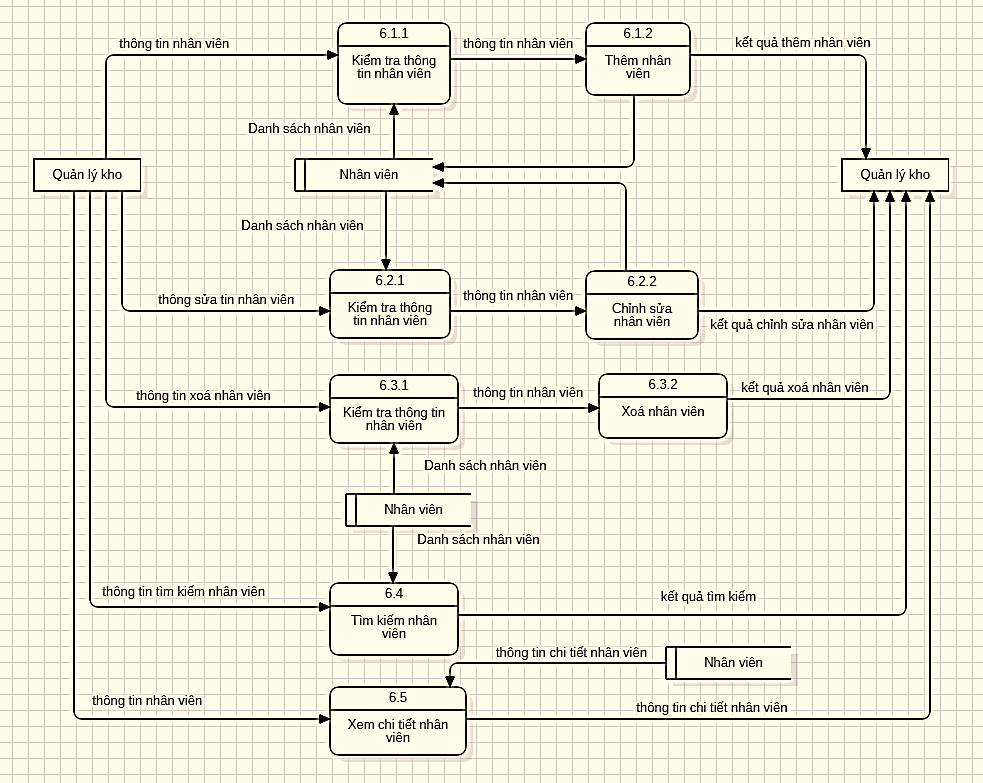 thông tin nhân viên
6.1.1
Kiểm tra thông
tin nhân viên
thông tin nhân viên
6.1.2
Thêm nhân
viên
kết quả thêm nhân viên
Danh sách nhân viên
Quản lý kho
Nhân viên
Quản lý kho
Danh sách nhân viên
thông sửa tin nhân viên
6.2.1
Kiểm tra thông
tin nhân viên
thông tin nhân viên
6.2.2
Chỉnh sửa
nhân viên
kết quả chỉnh sửa nhân viên
thông tin xoá nhân viên
6.3.1
Kiểm tra thông tin
nhân viên
thông tin nhân viên
6.3.2
Xoá nhân viên
kết quả xoá nhân viên
Danh sách nhân viên
Nhân viên
Danh sách nhân viên
thông tin tìm kiếm nhân viên
6.4
Tìm kiếm nhân
viên
kết quả tìm kiếm
thông tin chi tiết nhân viên
Nhân viên
thông tin nhân viên
6.5
Xem chi tiết nhân
viên
thông tin chi tiết nhân viên